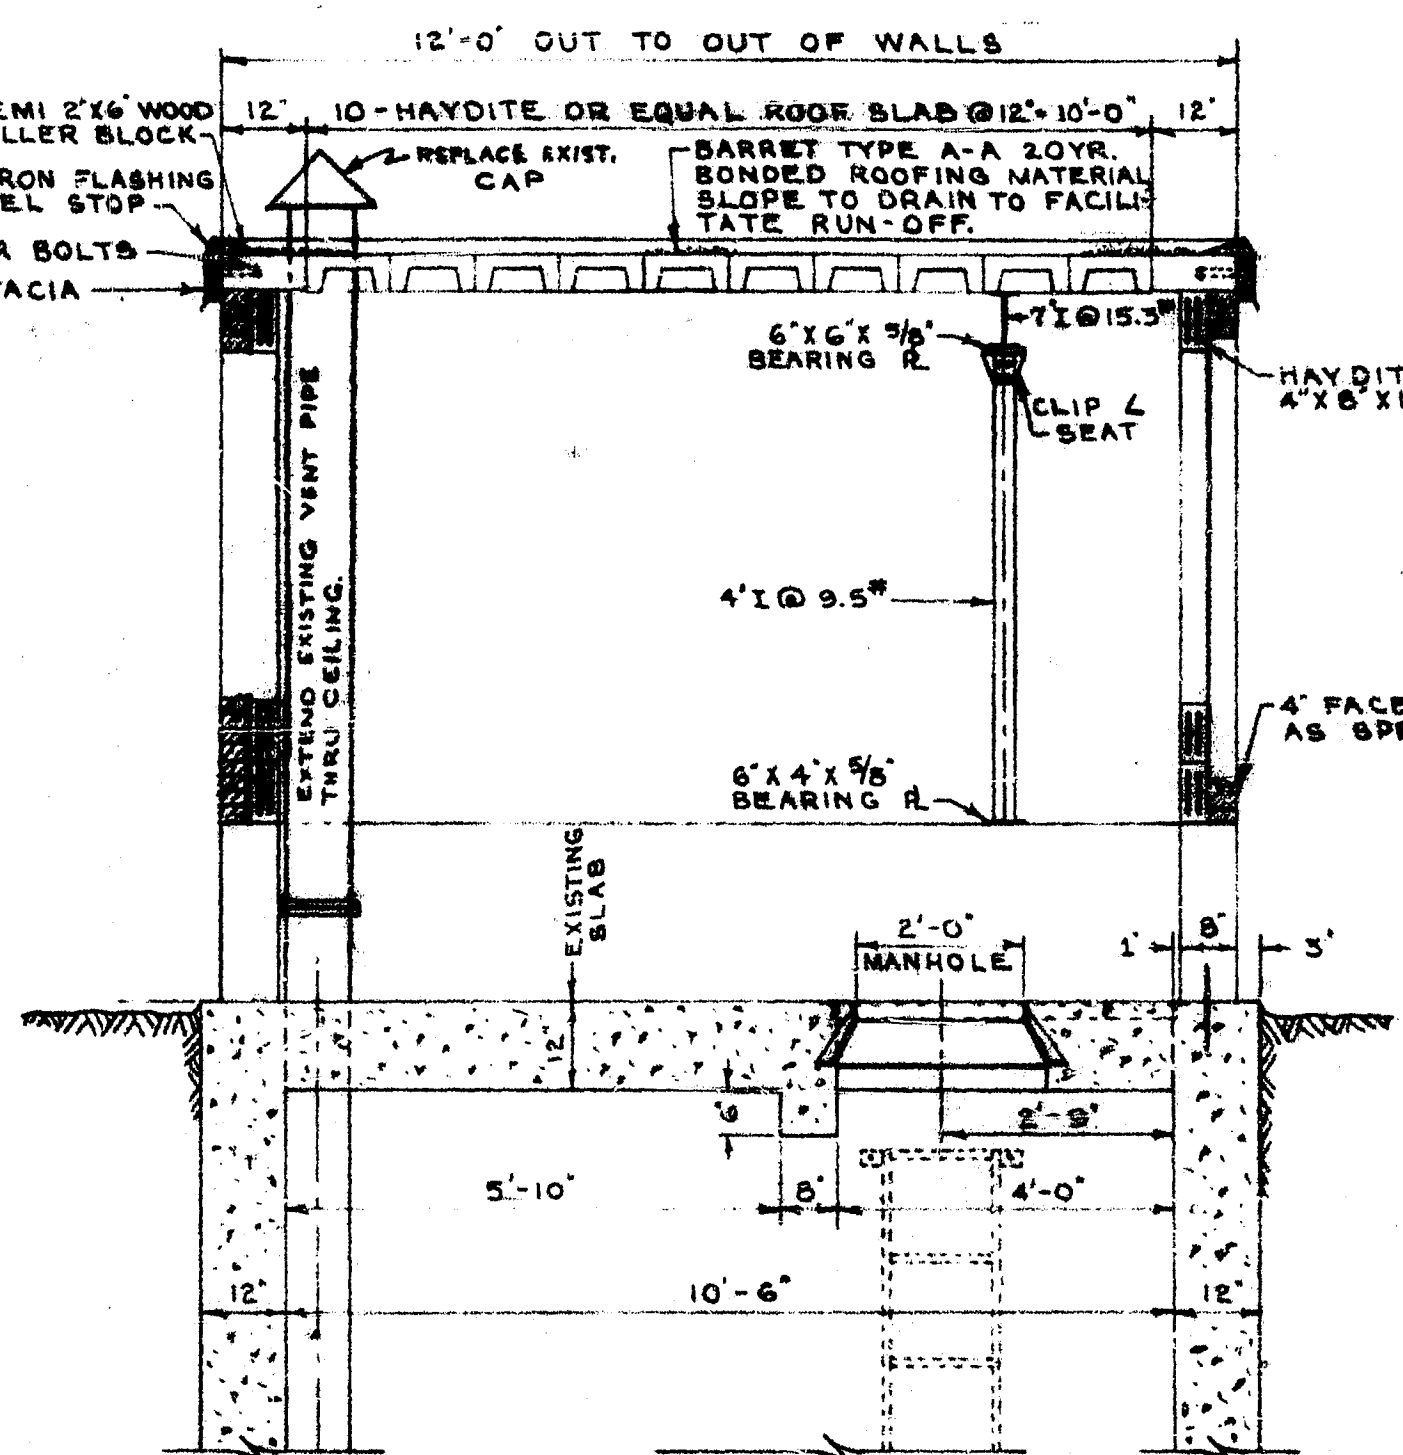 12'-0" OUT TO OUT OF WALLS
EMI 2"X6" WOOD
LLER BLOCK
12"
10-HAYDITE OR EQUAL ROOF SLAB @12"= 10'-0"
12"
RON FLASHING
EL STOP
REPLACE EXIST.
CAP
BARRET TYPE A-A 20YR.
BONDED ROOFING MATERIAL
SLOPE TO DRAIN TO FACILI-
TATE RUN-OFF.
R BOLTS
FACIA
7"I@15.3#
6"X6"X5/8"
BEARING PL
HAYDIT
4"X8"X1
CLIP L
SEAT
EXTEND EXISTING VENT PIPE
THRU CEILING.
4"I@ 9.5#
4" FACE
AS SPE
6"X4"X5/8"
BEARING PL
EXISTING
SLAB
2'-0"
MANHOLE
1"
8"
3"
12"
6"
5'-10"
8"
4'-0"
12"
10'-6"
12"